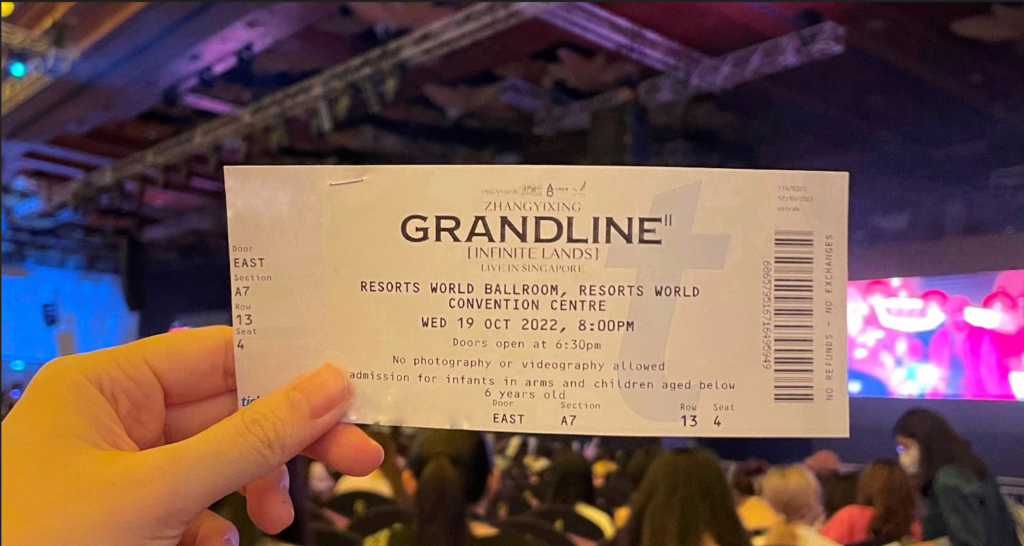 Door
EAST
Section
A7
Row
13
Seat
4
ORGANISER
ZHANGYIXING
GRANDLINE II
[INFINITE LANDS]
LIVE IN SINGAPORE
RESORTS WORLD BALLROOM, RESORTS WORLD
CONVENTION CENTRE
WED 19 OCT 2022, 8:00PM
Doors open at 6:30pm
No photography or videography allowed
admission for infants in arms and children aged below
6 years old
Door Section Row Seat
EAST A7 13 4
NO REFUNDS - NO EXCHANGES